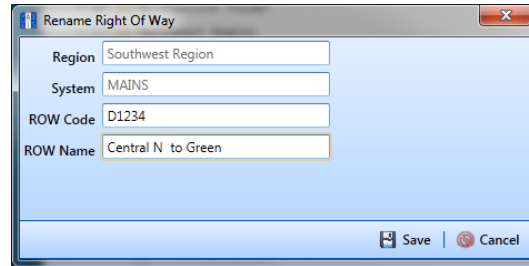 Rename Right Of Way
Region Southwest Region
System MAINS
ROW Code D1234
ROW Name Central N  to Green
Save | Cancel